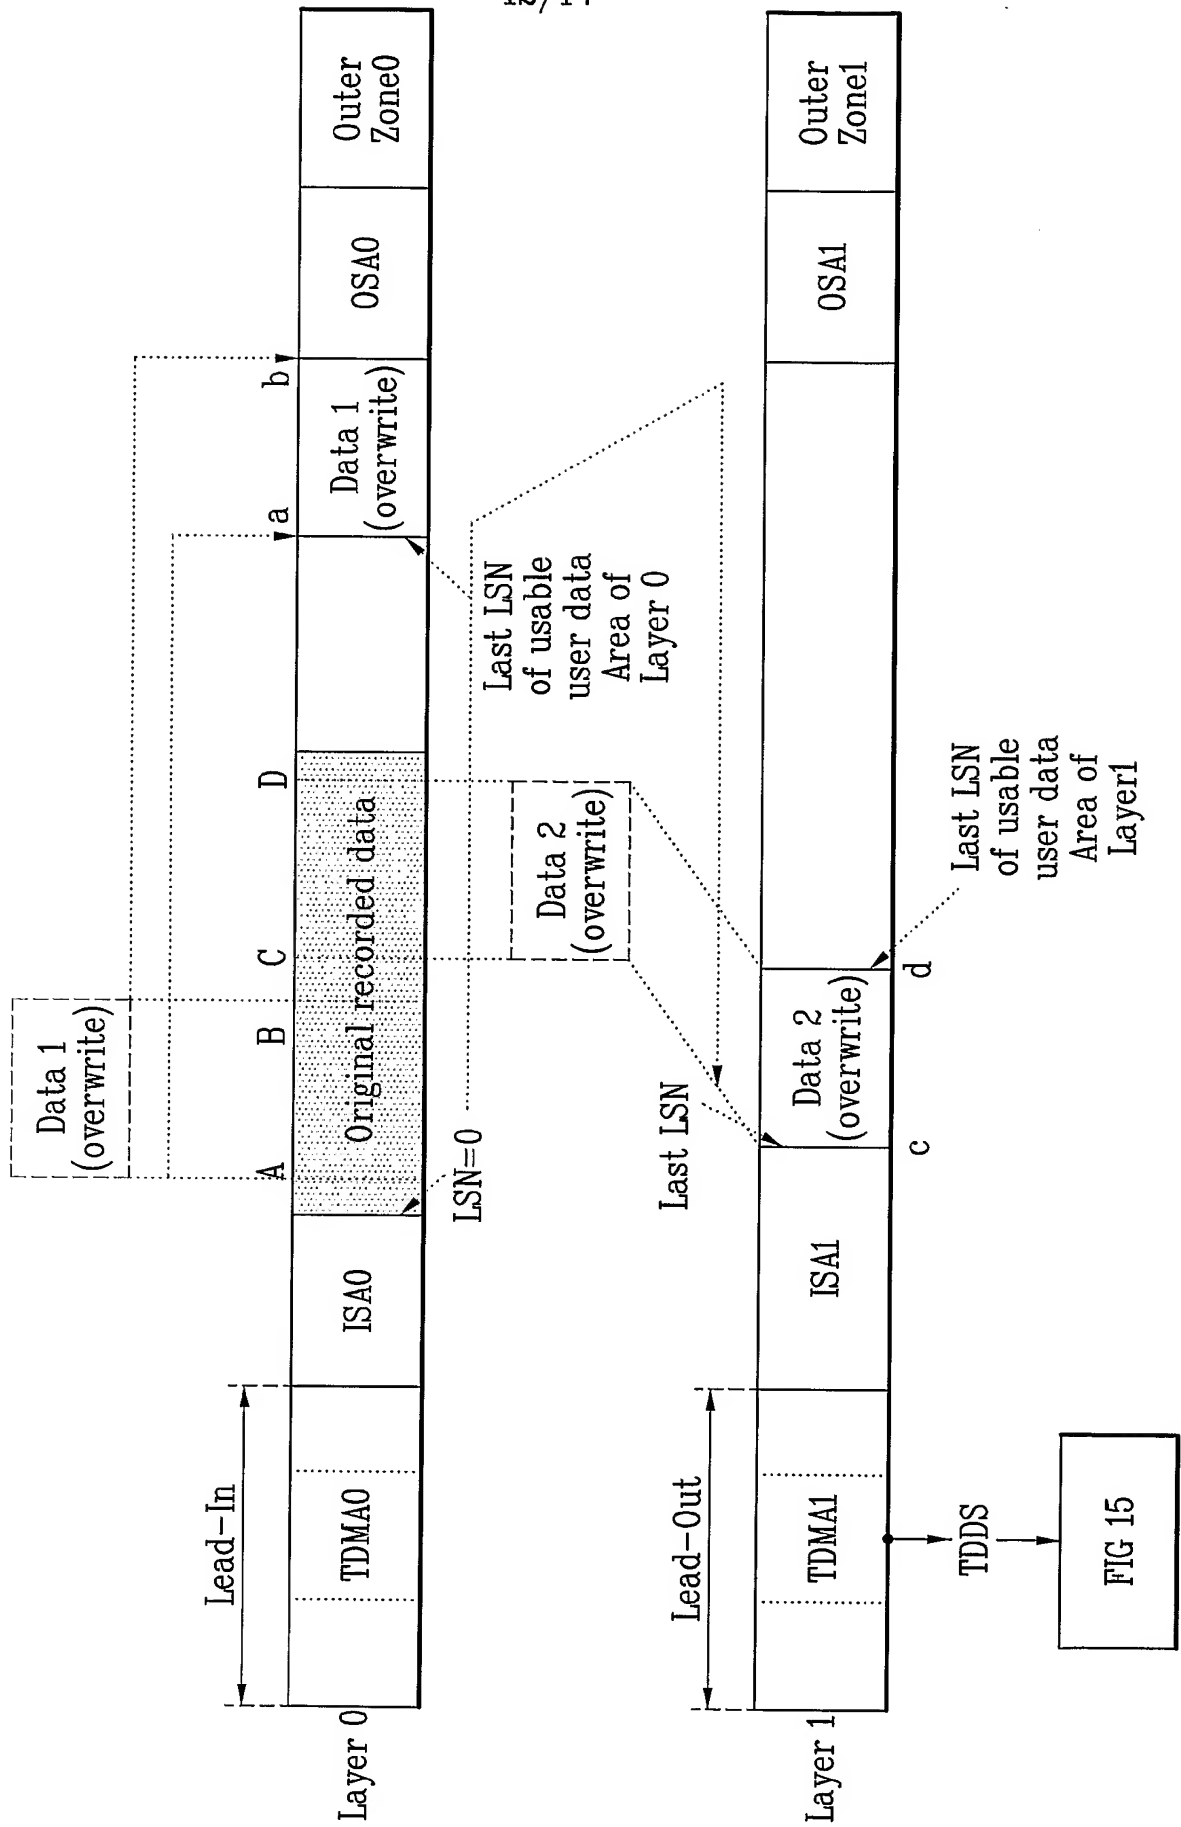 Data 1
(overwrite)
A
B
C
D
a
b
Lead-In
Layer 0
TDMA0
ISA0
Original recorded data
Data 1
(overwrite)
OSA0
Outer
Zone0
LSN=0
Data 2
(overwrite)
Last LSN
of usable
user data
Area of
Layer 0
Lead-Out
Last LSN
Layer 1
TDMA1
ISA1
Data 2
(overwrite)
OSA1
Outer
Zone1
c
d
Last LSN
of usable
user data
Area of
Layer1
TDDS
FIG 15